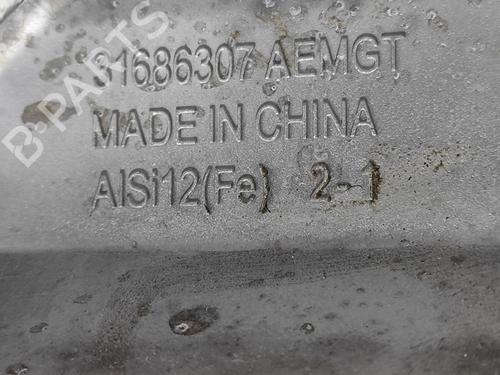 31686307 AEMGT
MADE IN CHINA
AlSi12(Fe) 2-1
B-PARTS